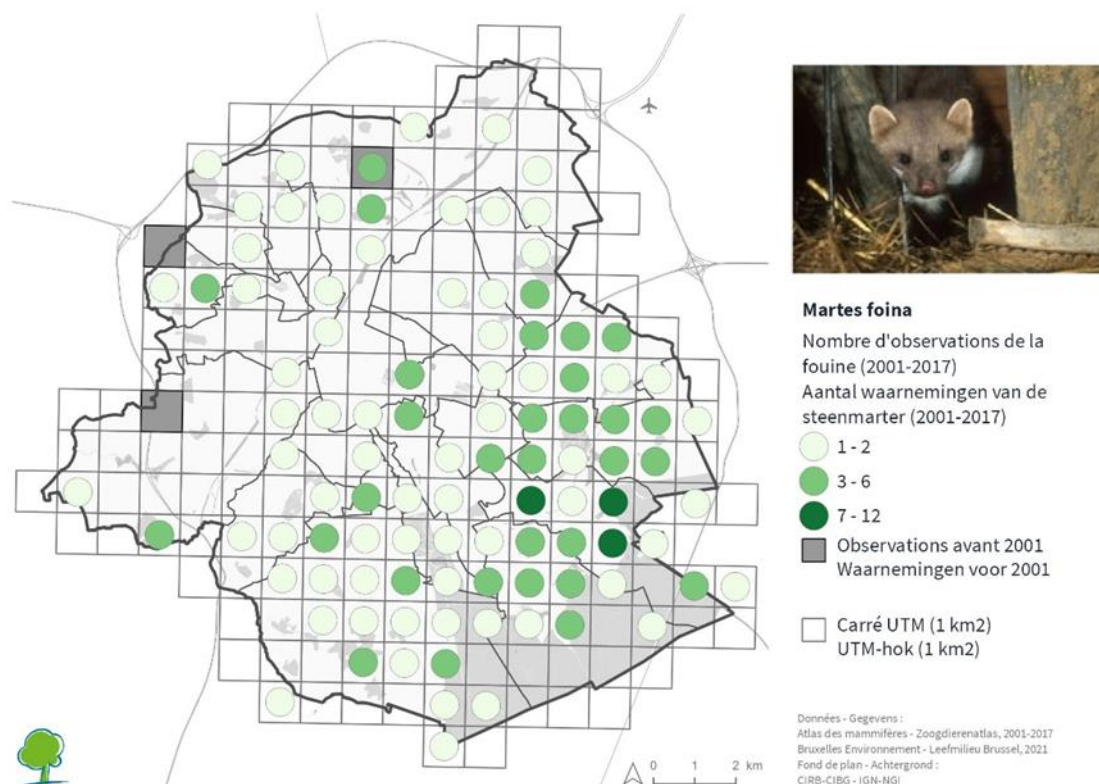 Martes foina
Nombre d'observations de la
fouine (2001-2017)
Aantal waarnemingen van de
steenmarter (2001-2017)
1 - 2
3 - 6
7 - 12
Observations avant 2001
Waarnemingen voor 2001
Carré UTM (1 km2)
UTM-hok (1 km2)
Données - Gegevens :
Atlas des mammifères - Zoogdierenatlas, 2001-2017
Bruxelles Environnement - Leefmilieu Brussel, 2021
Fond de plan - Achtergrond :
CIRB-CIBG - IGN-NGI
0 1 2 km